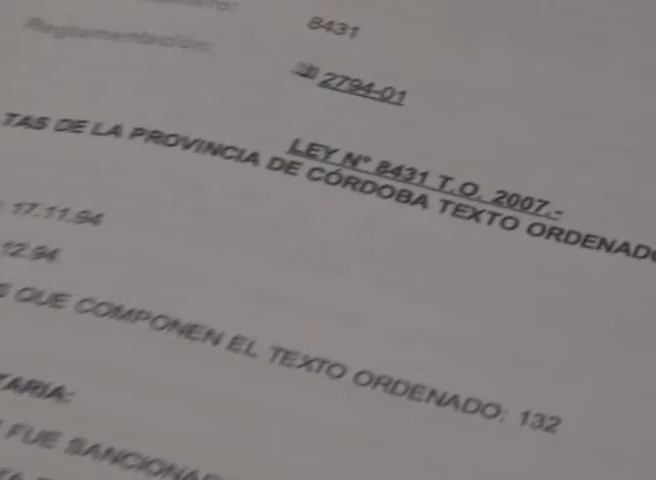 8431
Reglamentación:
2794-01
LEY N° 8431 T.O. 2007.-
TAS DE LA PROVINCIA DE CÓRDOBA TEXTO ORDENADO
17.11.94
12.94
S QUE COMPONEN EL TEXTO ORDENADO: 132
TARIA:
FUE SANCIONAD